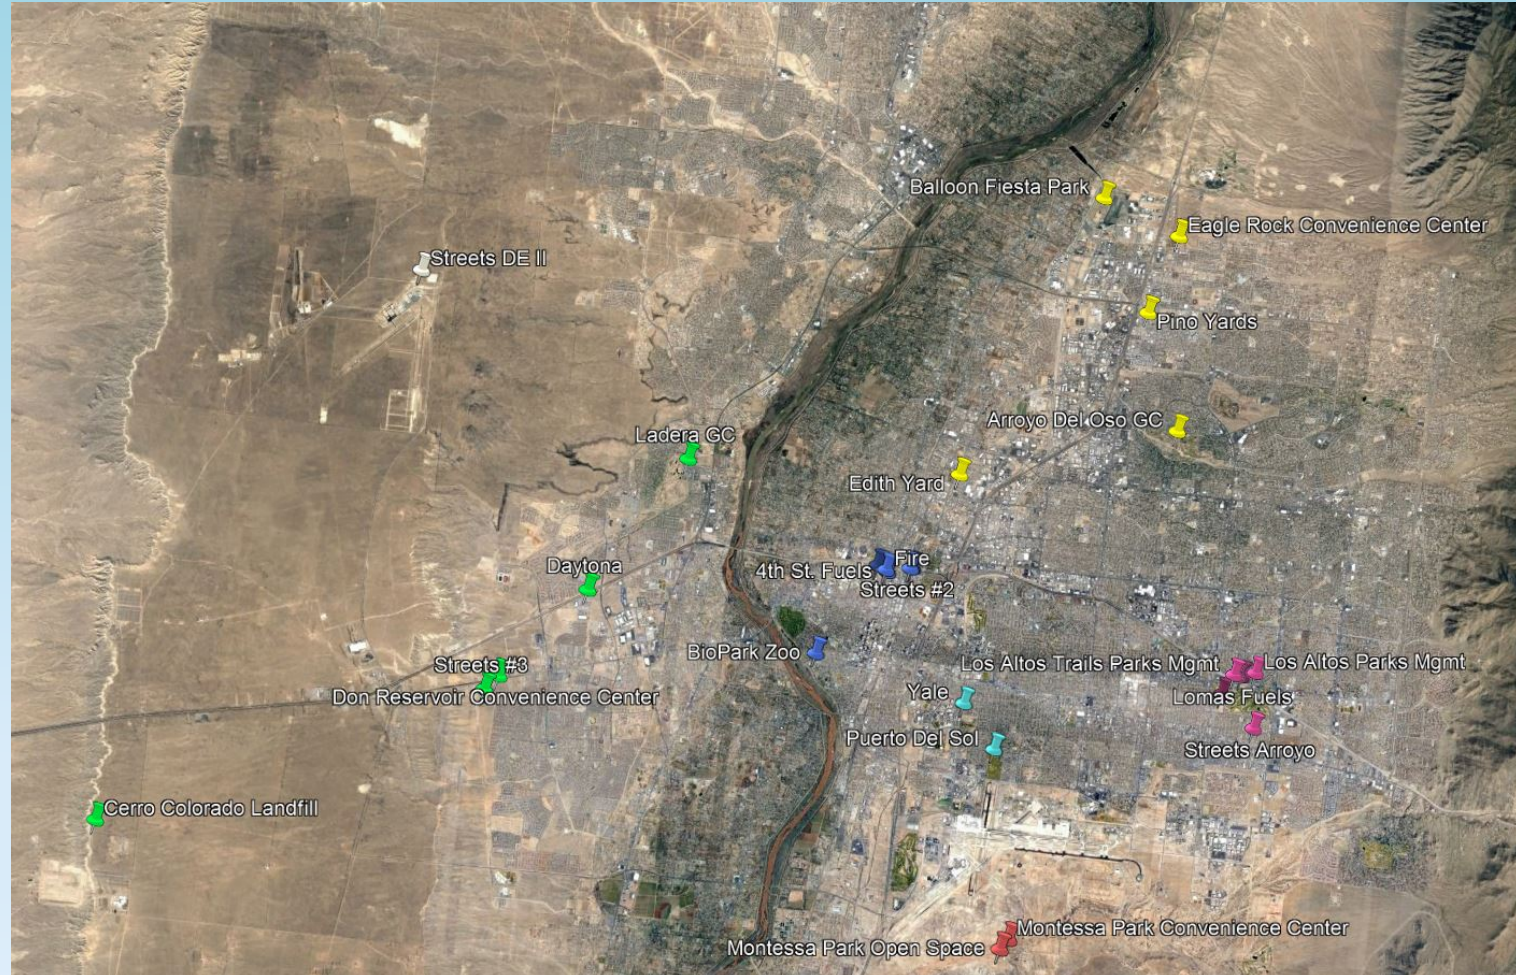 Balloon Fiesta Park
Eagle Rock Convenience Center
Streets DE II
Pino Yards
Arroyo Del Oso GC
Ladera GC
Edith Yard
Fire
Daytona
4th St. Fuels
Streets #2
BioPark Zoo
Los Altos Trails Parks Mgmt
Los Altos Parks Mgmt
Streets #3
Yale
Lomas Fuels
Don Reservoir Convenience Center
Puerto Del Sol
Streets Arroyo
Cerro Colorado Landfill
Montessa Park Convenience Center
Montessa Park Open Space